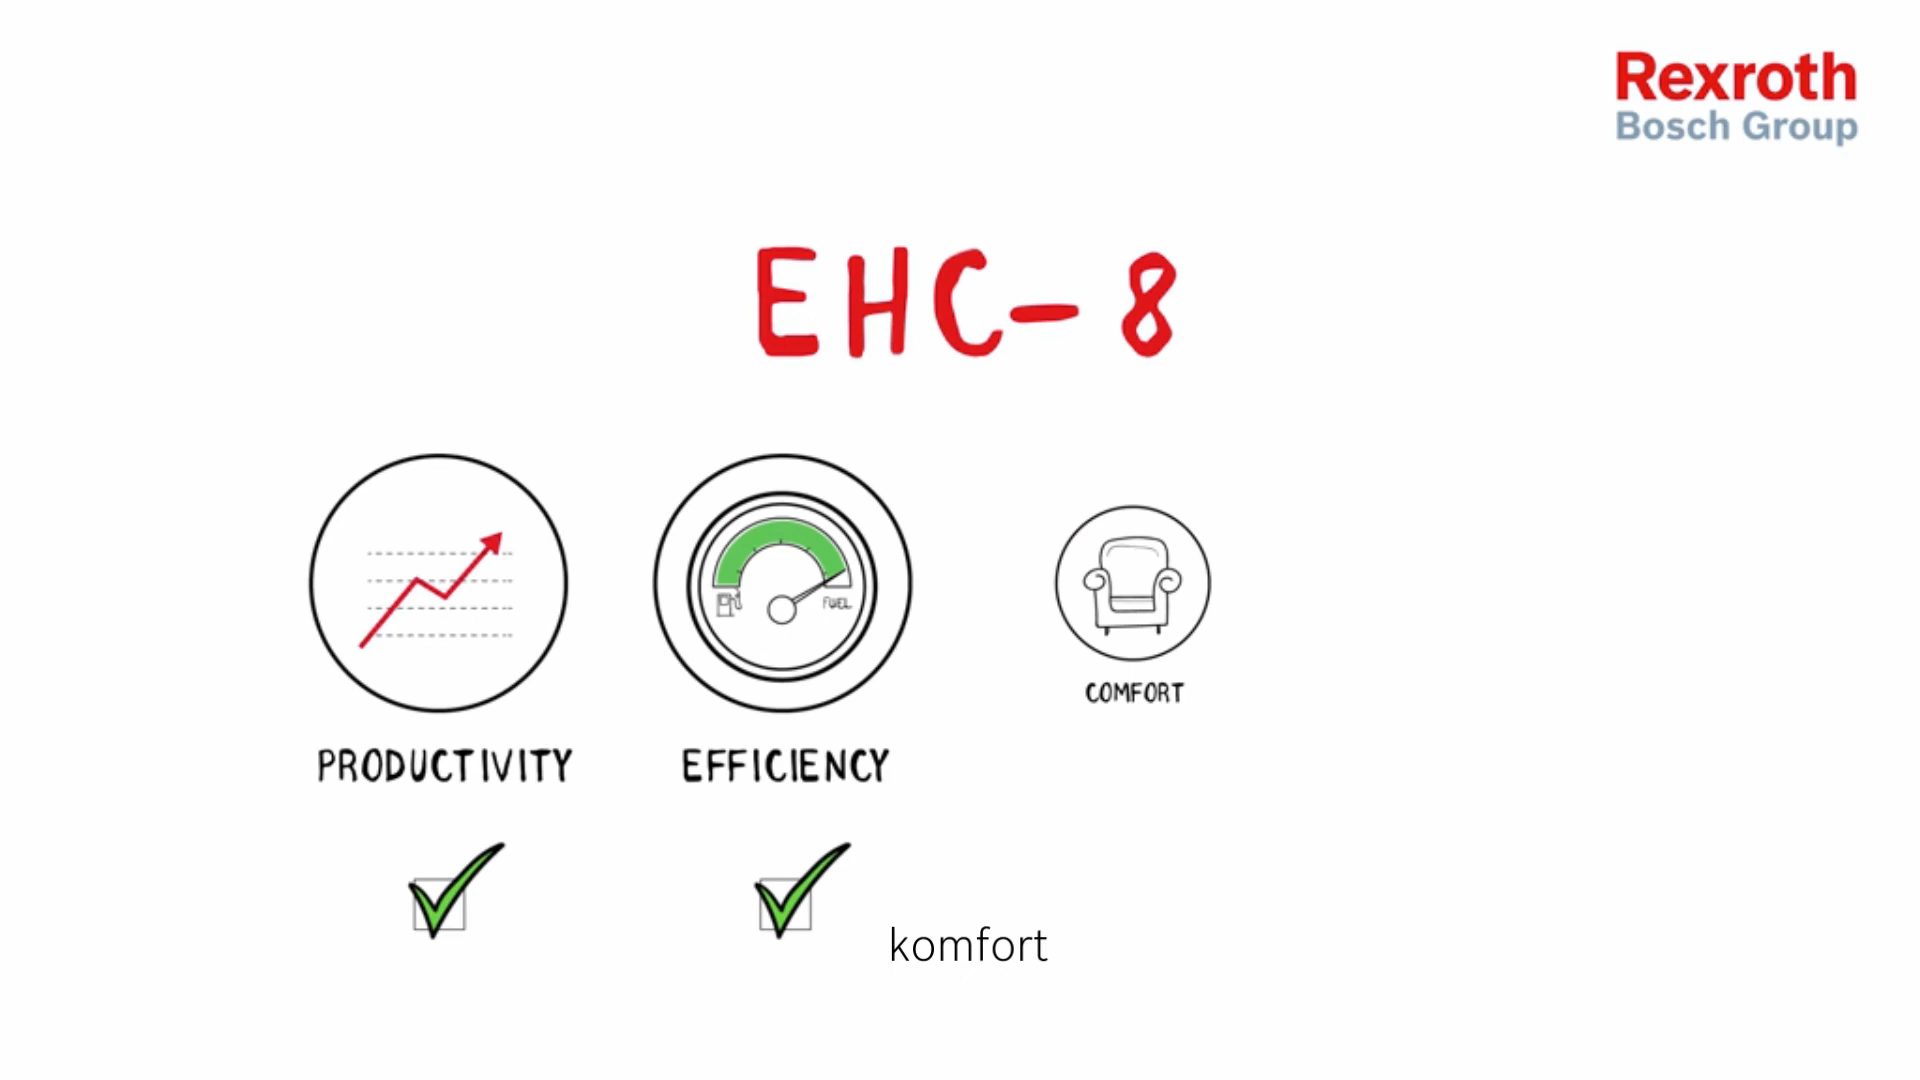 Rexroth
Bosch Group
EHC-8
FUEL
COMFORT
PRODUCTIVITY
EFFICIENCY
komfort